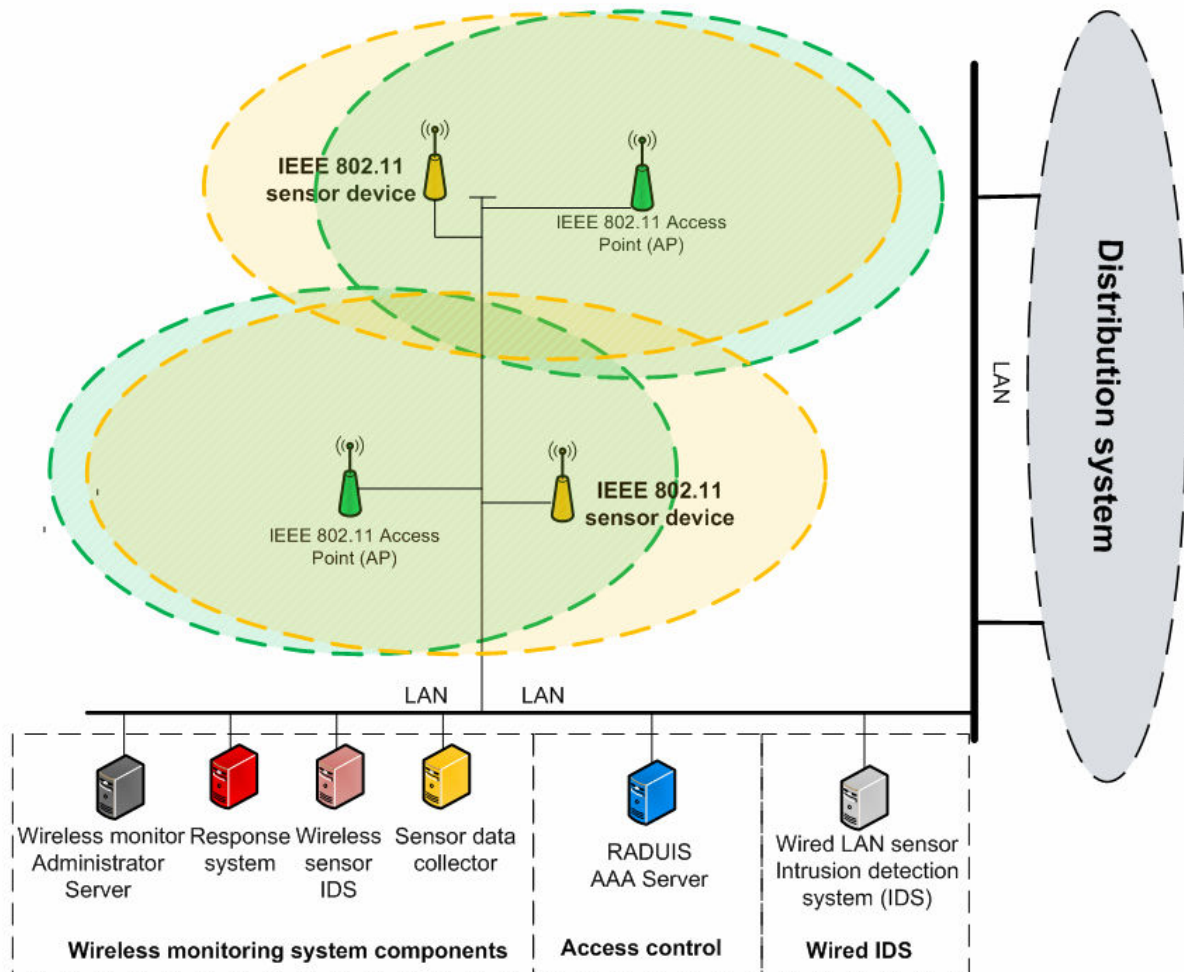 IEEE 802.11
sensor device
IEEE 802.11 Access
Point (AP)
Distribution system
LAN
IEEE 802.11 Access
Point (AP)
IEEE 802.11
sensor device
LAN
LAN
Wireless monitor
Administrator
Server
Response
system
Wireless
sensor
IDS
Sensor data
collector
RADUIS
AAA Server
Wired LAN sensor
Intrusion detection
system (IDS)
Wireless monitoring system components
Access control
Wired IDS